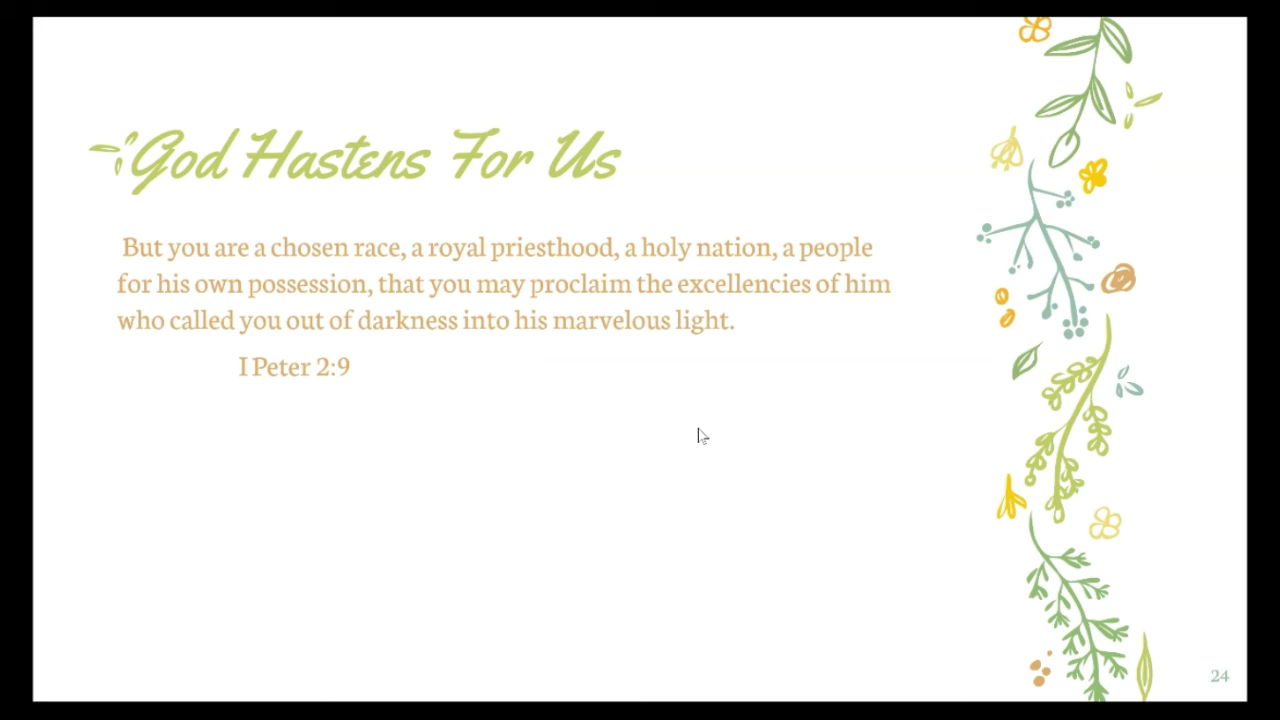 God Hastens For Us
But you are a chosen race, a royal priesthood, a holy nation, a people
for his own possession, that you may proclaim the excellencies of him
who called you out of darkness into his marvelous light.
I Peter 2:9
24